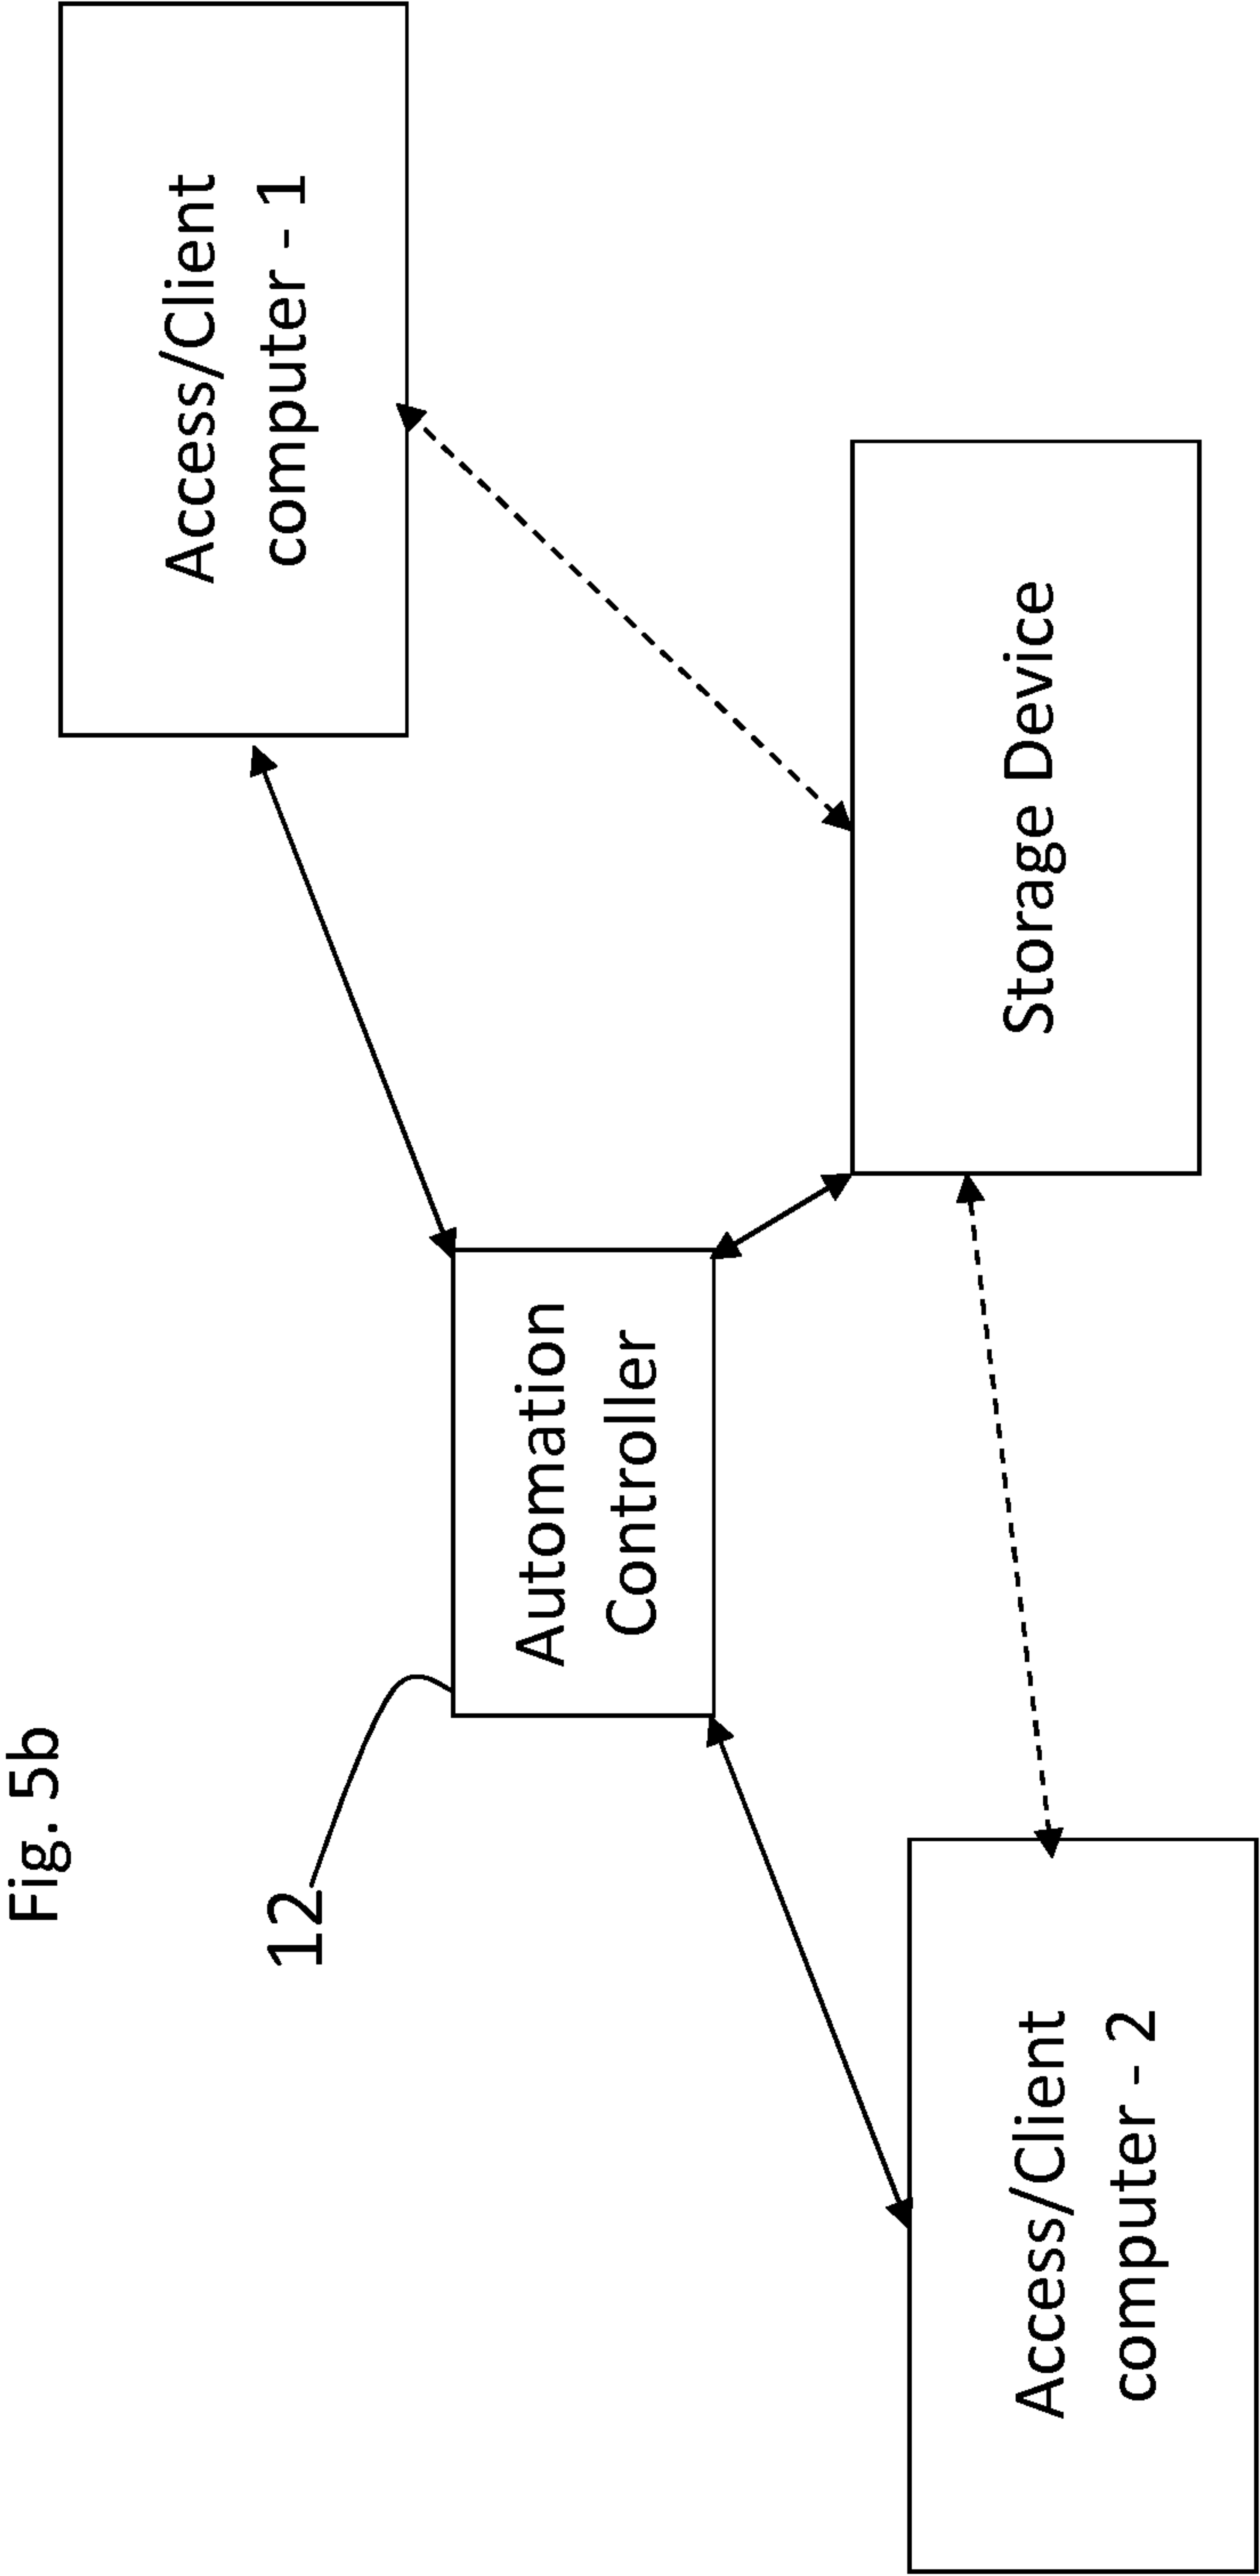 Fig. 5b
12
Access/Client
computer - 1
Automation
Controller
Storage Device
Access/Client
computer - 2